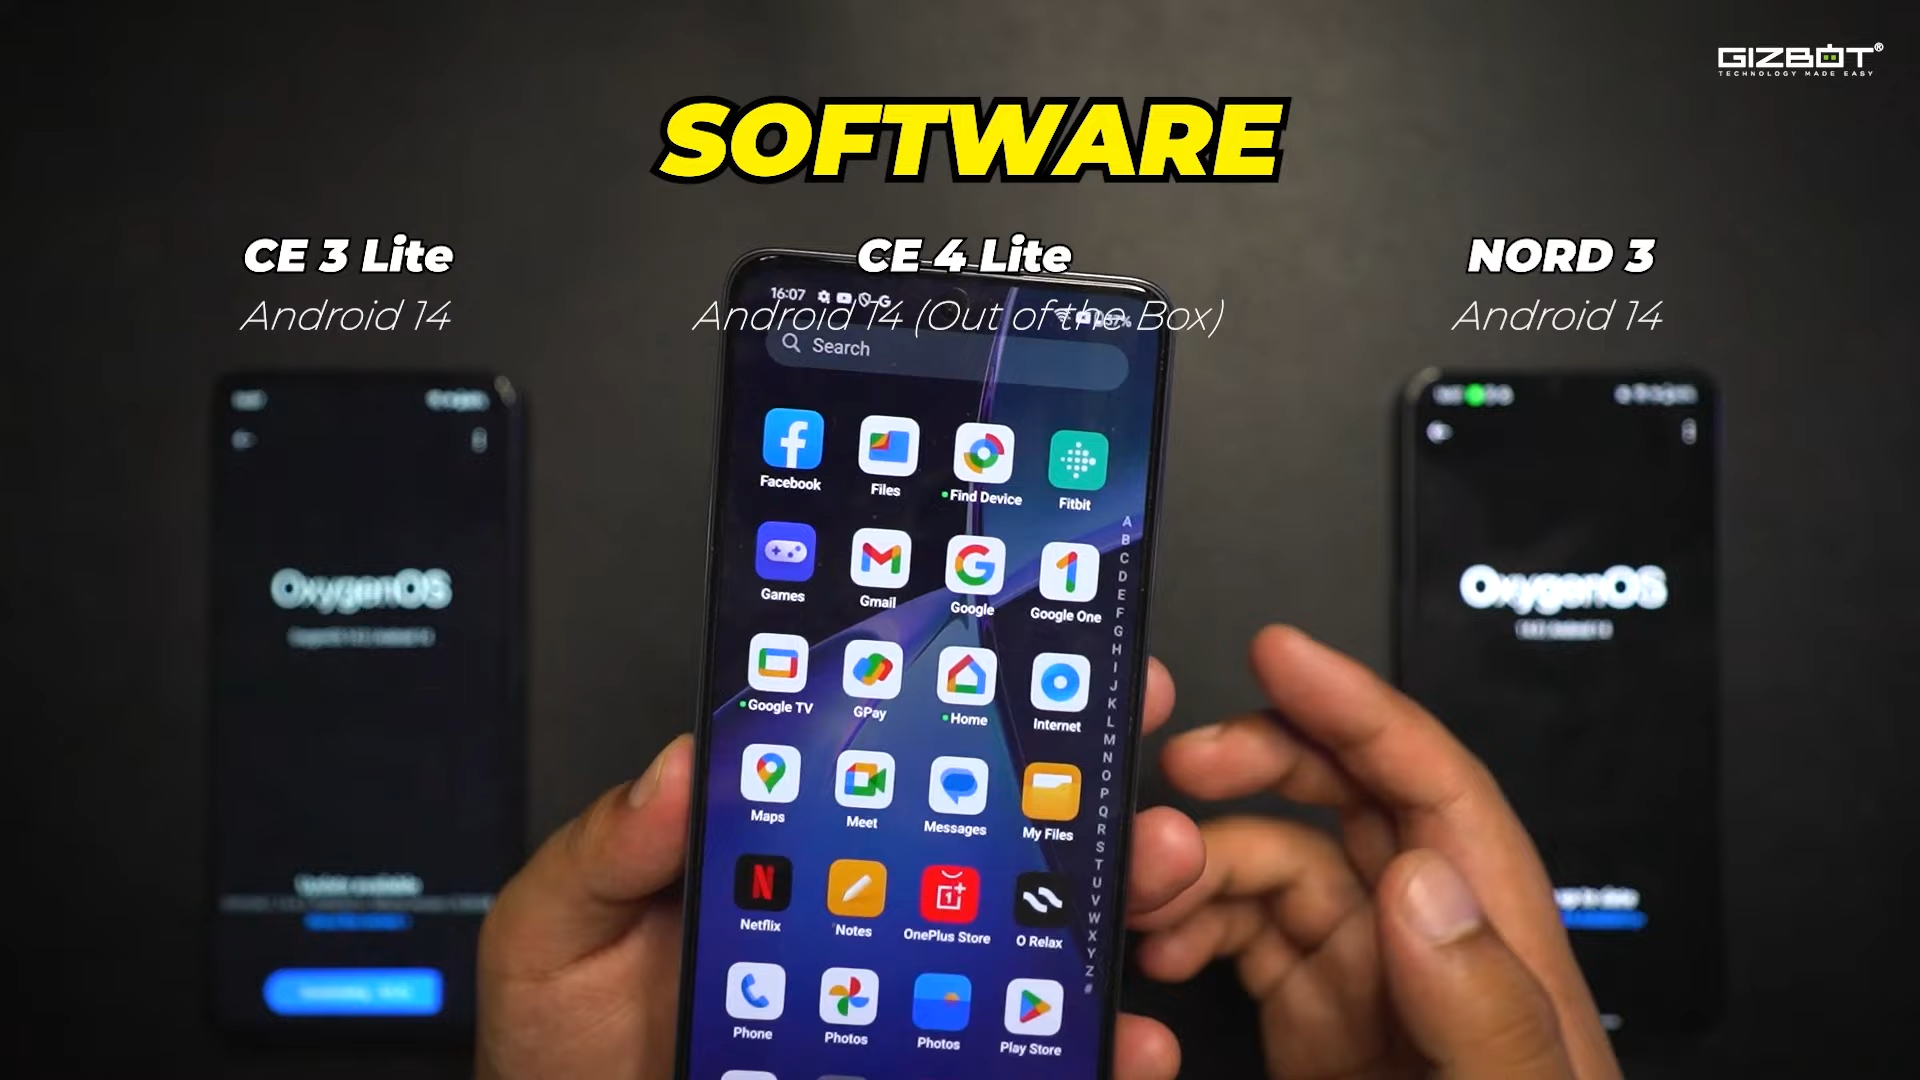 GIZBOT®
TECHNOLOGY MADE EASY
SOFTWARE
CE 3 Lite
Android 14
CE 4 Lite
Android 14 (Out of the Box)
NORD 3
Android 14
16:07
37%
Search
Facebook
Files
Find Device
Fitbit
Games
Gmail
Google
Google One
Google TV
GPay
Home
Internet
Maps
Meet
Messages
My Files
Netflix
Notes
OnePlus Store
O Relax
Phone
Photos
Photos
Play Store
A
B
C
D
E
F
G
H
I
J
K
L
M
N
O
P
Q
R
S
T
U
V
W
X
Y
Z
#
OxygenOS
OxygenOS